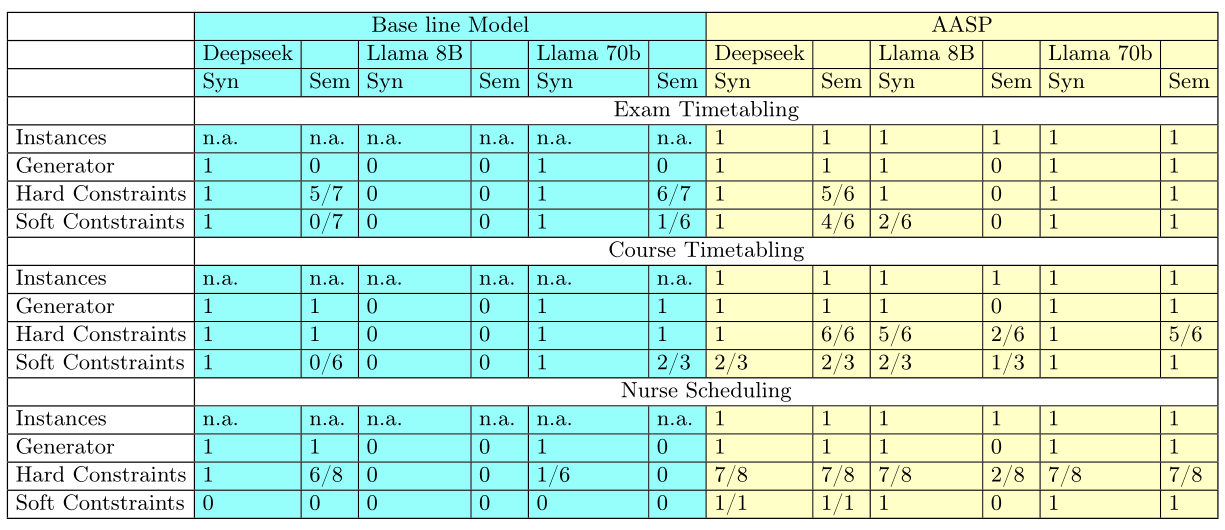 Base line Model AASP
Deepseek Llama 8B Llama 70b Deepseek Llama 8B Llama 70b
Syn Sem Syn Sem Syn Sem Syn Sem Syn Sem Syn Sem
Exam Timetabling
Instances n.a. n.a. n.a. n.a. n.a. n.a. 1 1 1 1 1 1
Generator 1 0 0 0 1 0 1 1 1 0 1 1
Hard Constraints 1 5/7 0 0 1 6/7 1 5/6 1 0 1 1
Soft Contstraints 1 0/7 0 0 1 1/6 1 4/6 2/6 0 1 1
Course Timetabling
Instances n.a. n.a. n.a. n.a. n.a. n.a. 1 1 1 1 1 1
Generator 1 1 0 0 1 1 1 1 1 0 1 1
Hard Constraints 1 1 0 0 1 1 1 6/6 5/6 2/6 1 5/6
Soft Contstraints 1 0/6 0 0 1 2/3 2/3 2/3 2/3 1/3 1 1
Nurse Scheduling
Instances n.a. n.a. n.a. n.a. n.a. n.a. 1 1 1 1 1 1
Generator 1 1 0 0 1 0 1 1 1 0 1 1
Hard Constraints 1 6/8 0 0 1/6 0 7/8 7/8 7/8 2/8 7/8 7/8
Soft Contstraints 0 0 0 0 0 0 1/1 1/1 1 0 1 1